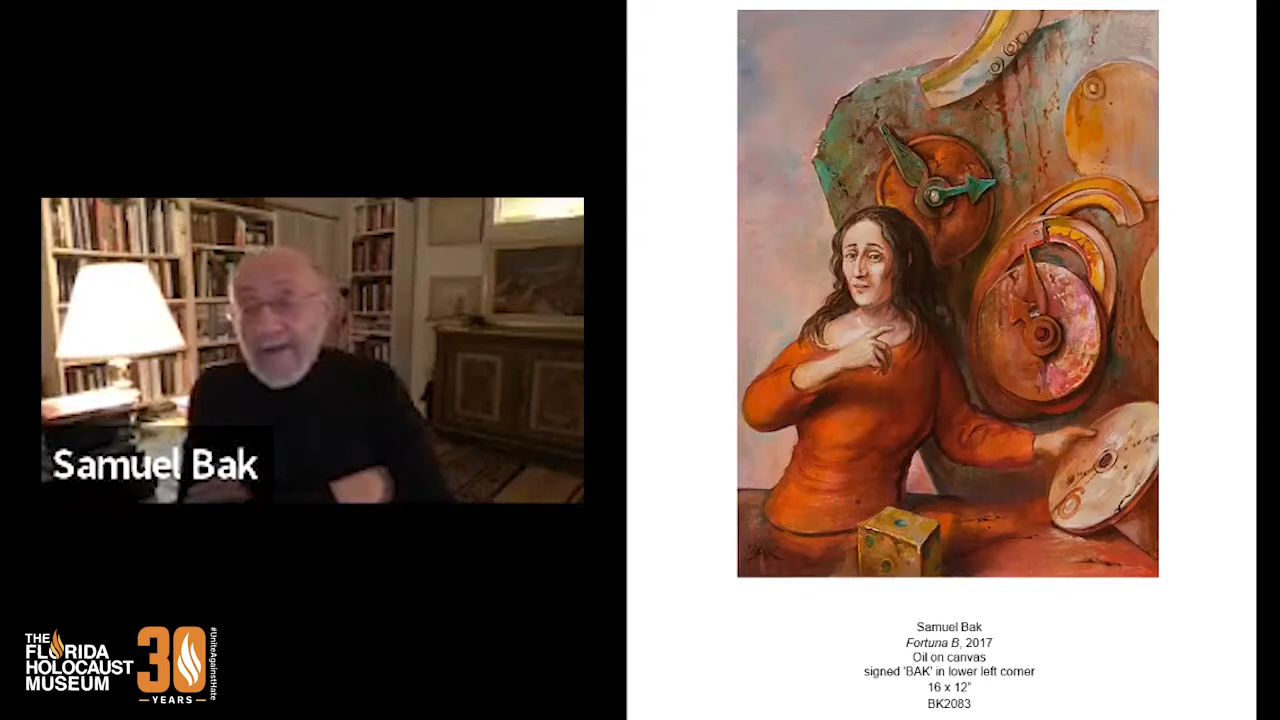 Samuel Bak
THE
FLORIDA
HOLOCAUST
MUSEUM
30
YEARS
#UniteAgainstHate
BAK
Samuel Bak
Fortuna B, 2017
Oil on canvas
signed 'BAK' in lower left corner
16 x 12"
BK2083